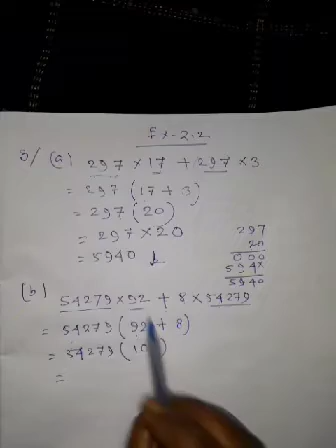 Ex-2.2
3/ (a) 297 × 17 + 297 × 3
= 297 (17 + 3)
= 297 (20)
= 297 × 20
= 5940
297
20
000
594×
5940
(b) 54279 × 92 + 8 × 54279
= 54279 (92 + 8)
= 54279 (10
=